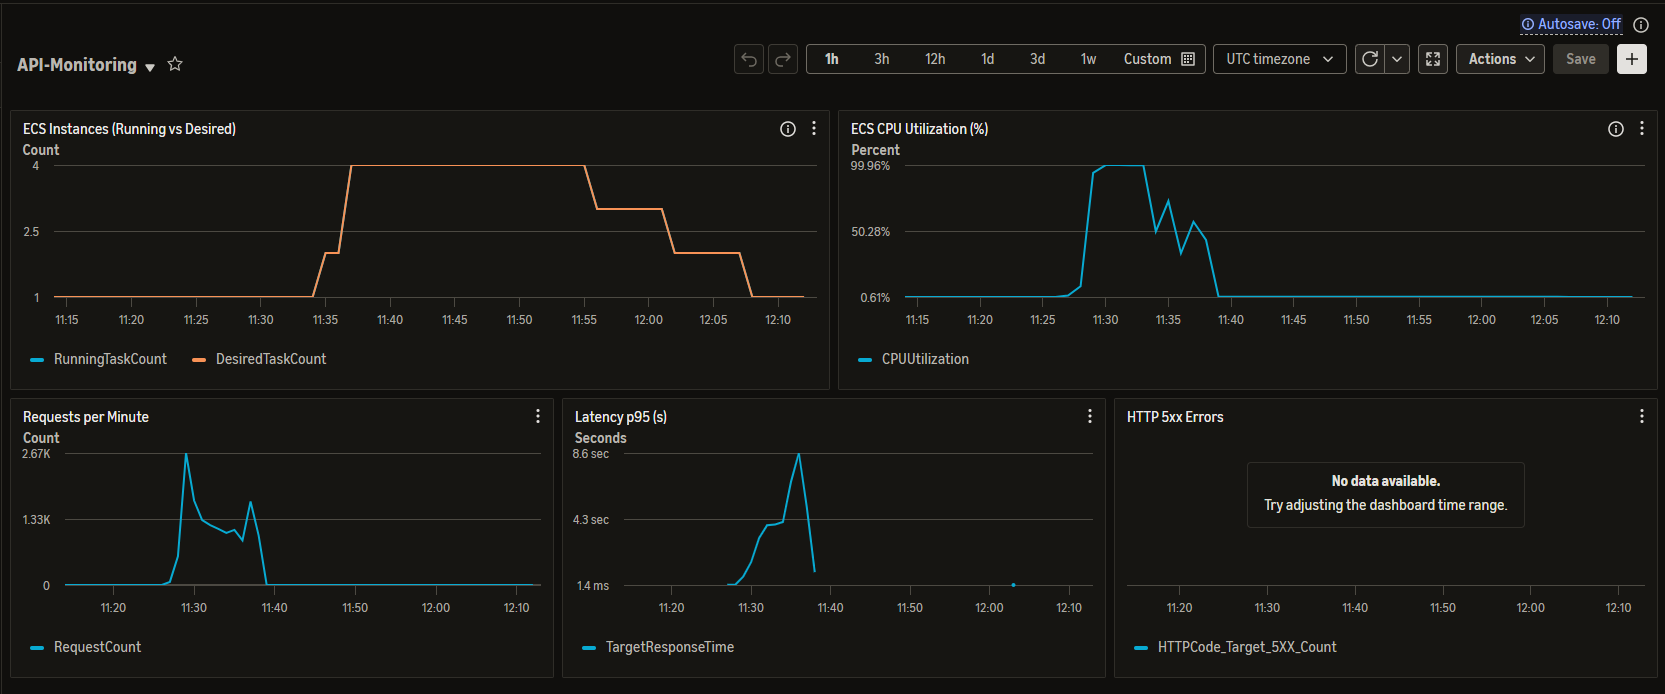 Autosave: Off
API-Monitoring
1h 3h 12h 1d 3d 1w Custom UTC timezone Actions Save
ECS Instances (Running vs Desired)
Count
4
2.5
1
11:15 11:20 11:25 11:30 11:35 11:40 11:45 11:50 11:55 12:00 12:05 12:10
RunningTaskCount DesiredTaskCount
ECS CPU Utilization (%)
Percent
99.96%
50.28%
0.61%
11:15 11:20 11:25 11:30 11:35 11:40 11:45 11:50 11:55 12:00 12:05 12:10
CPUUtilization
Requests per Minute
Count
2.67K
1.33K
0
11:20 11:30 11:40 11:50 12:00 12:10
RequestCount
Latency p95 (s)
Seconds
8.6 sec
4.3 sec
1.4 ms
11:20 11:30 11:40 11:50 12:00 12:10
TargetResponseTime
HTTP 5xx Errors
No data available.
Try adjusting the dashboard time range.
11:20 11:30 11:40 11:50 12:00 12:10
HTTPCode_Target_5XX_Count